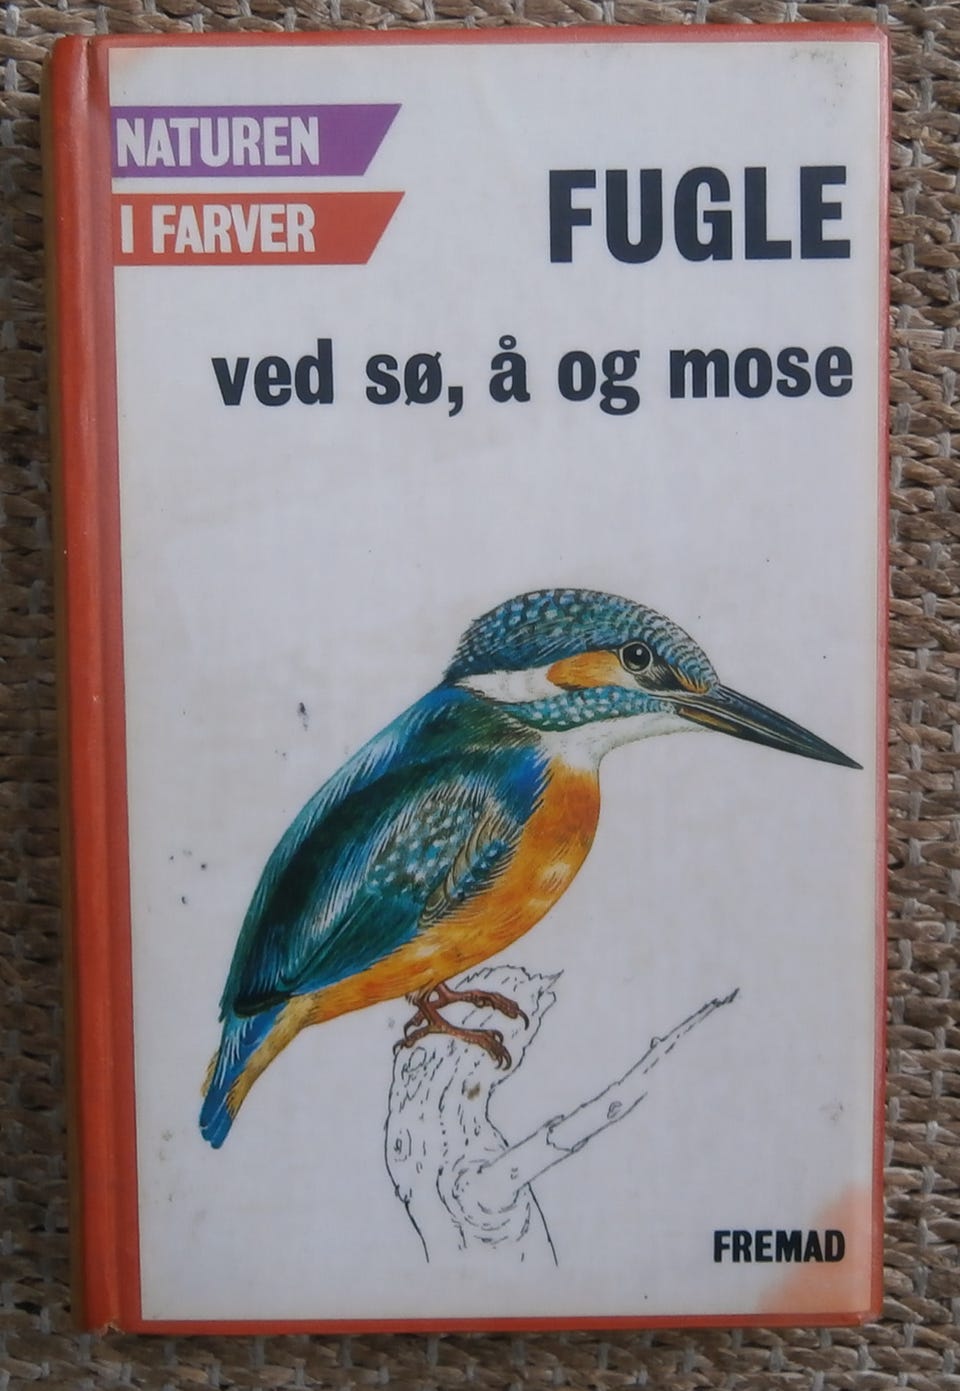 NATUREN
I FARVER
FUGLE
ved sø, å og mose
FREMAD